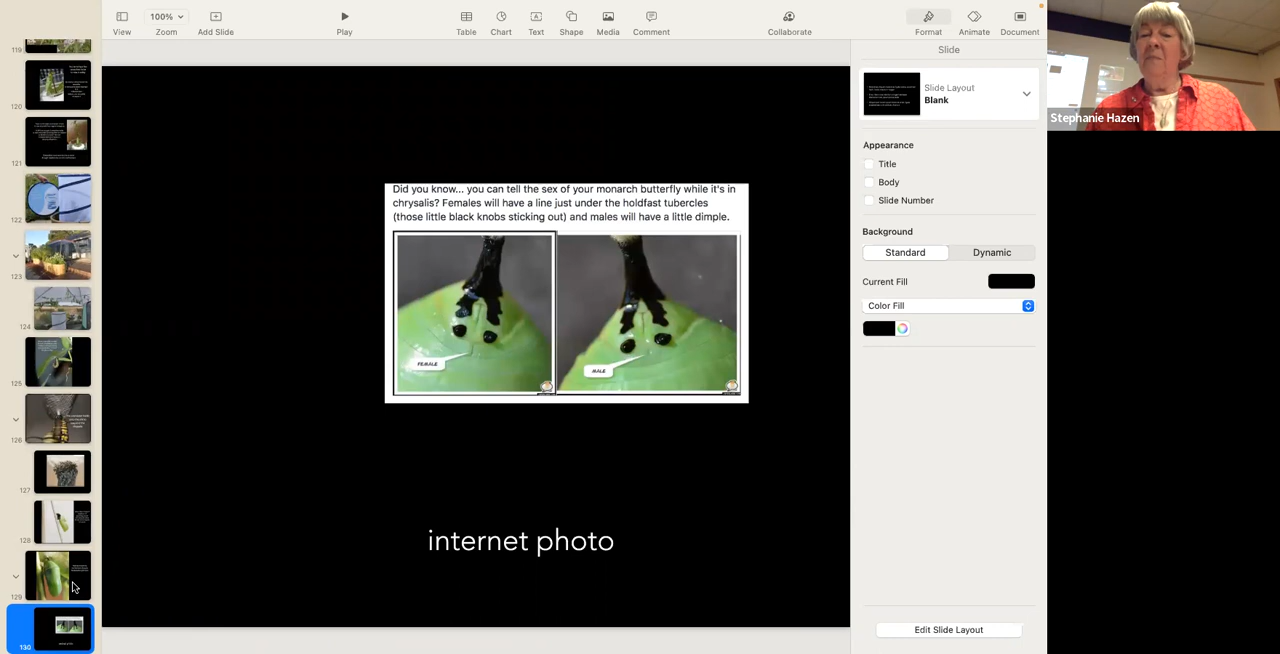 View
100%
Zoom
Add Slide
Play
Table
Chart
Text
Shape
Media
Comment
Collaborate
Format
Animate
Document
119
120
121
122
123
124
125
126
127
128
129
130
Did you know... you can tell the sex of your monarch butterfly while it's in
chrysalis? Females will have a line just under the holdfast tubercles
(those little black knobs sticking out) and males will have a little dimple.
FEMALE
MALE
internet photo
Slide
Slide Layout
Blank
Appearance
Title
Body
Slide Number
Background
Standard
Dynamic
Current Fill
Color Fill
Edit Slide Layout
Stephanie Hazen